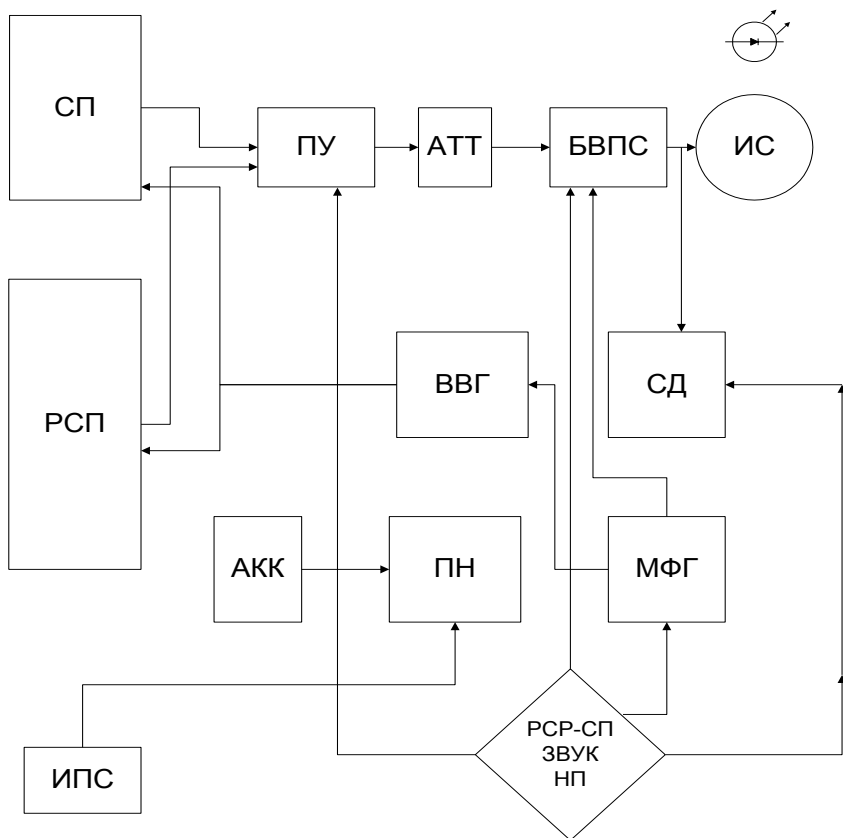 СП
ПУ
АТТ
БВПС
ИС
РСП
ВВГ
СД
АКК
ПН
МФГ
ИПС
РСР-СП
ЗВУК
НП